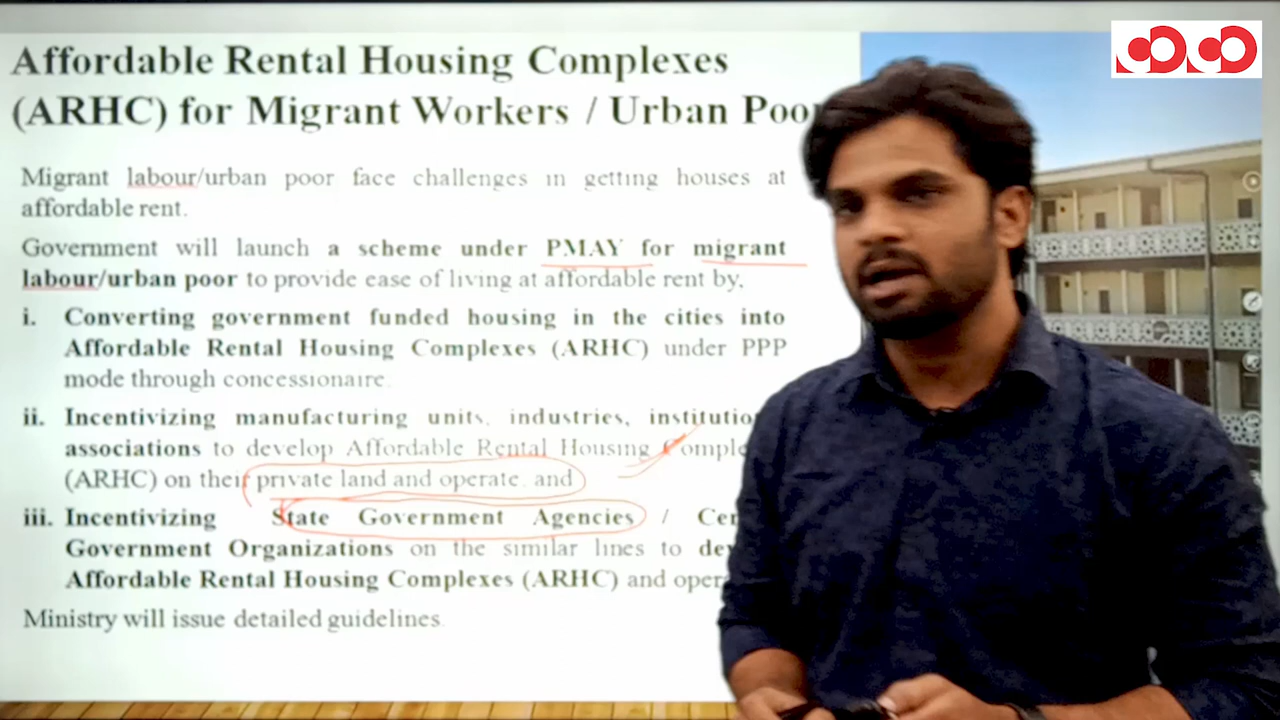 Affordable Rental Housing Complexes
(ARHC) for Migrant Workers / Urban Poo
Migrant labour/urban poor face challenges in getting houses at
affordable rent.
Government will launch a scheme under PMAY for migrant
labour/urban poor to provide ease of living at affordable rent by,
i. Converting government funded housing in the cities into
Affordable Rental Housing Complexes (ARHC) under PPP
mode through concessionaire.
ii. Incentivizing manufacturing units, industries, institutio
associations to develop Affordable Rental Housing Comple
(ARHC) on their private land and operate, and
iii. Incentivizing State Government Agencies / Cen
Government Organizations on the similar lines to de
Affordable Rental Housing Complexes (ARHC) and oper
Ministry will issue detailed guidelines.